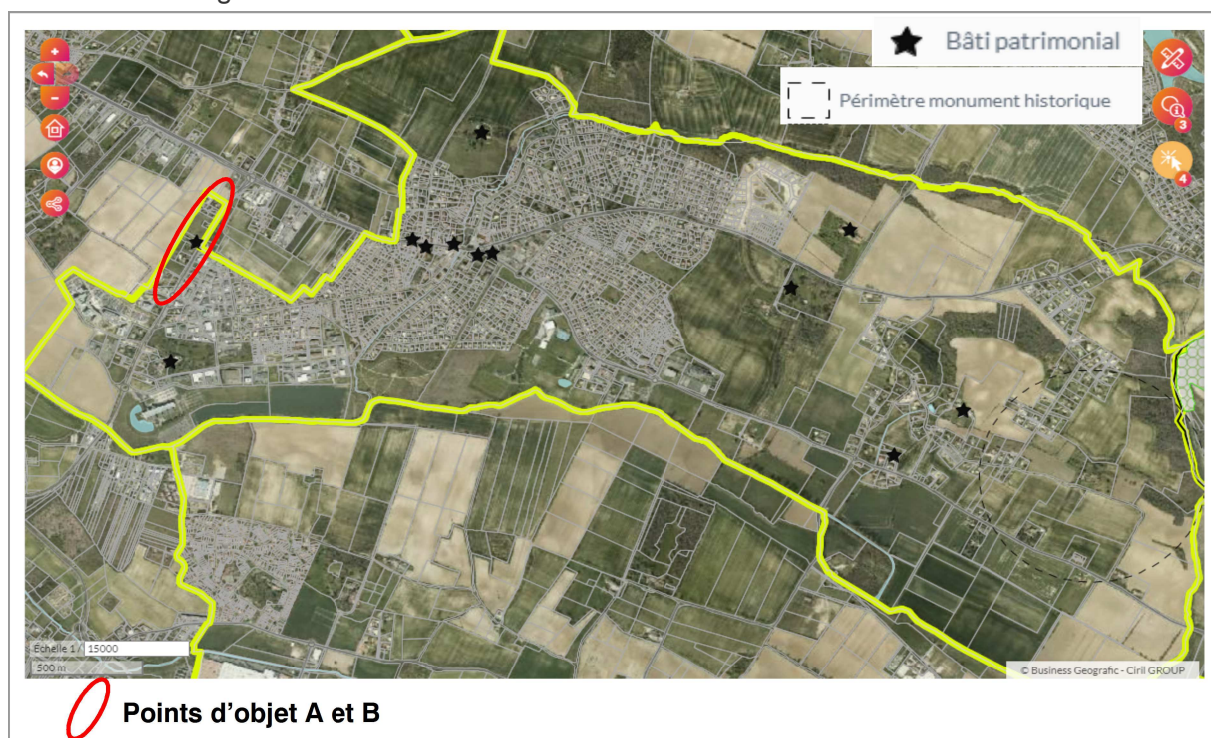 Bâti patrimonial
Périmètre monument historique
3
4
Echelle 1 / 15000
500 m
© Business Geografic - Ciril GROUP
Points d'objet A et B